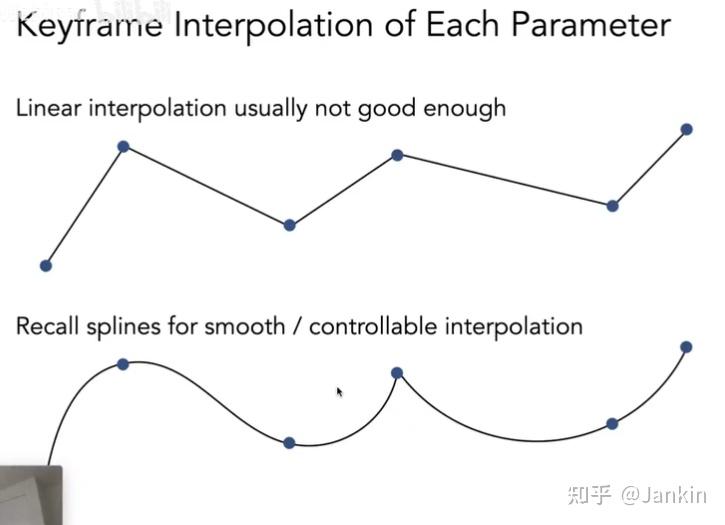 Keyframe Interpolation of Each Parameter
Linear interpolation usually not good enough
Recall splines for smooth / controllable interpolation
知乎 @Jankin